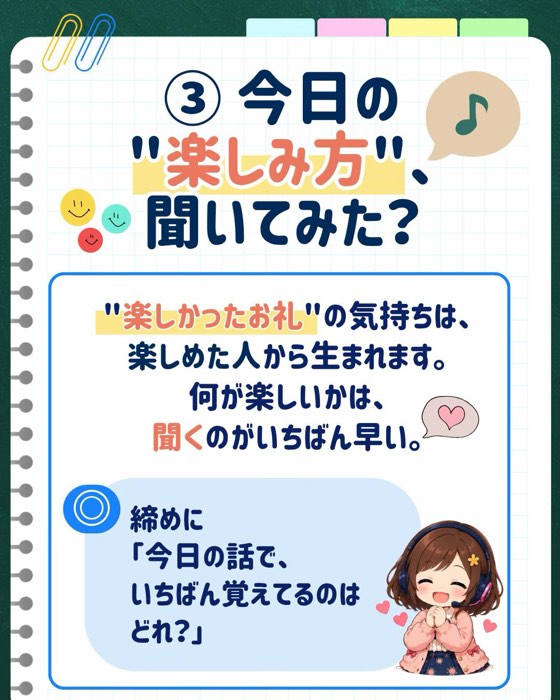 ③ 今日の
"楽しみ方"、
聞いてみた?
"楽しかったお礼"の気持ちは、
楽しめた人から生まれます。
何が楽しいかは、
聞くのがいちばん早い。
締めに
「今日の話で、
いちばん覚えてるのは
どれ?」